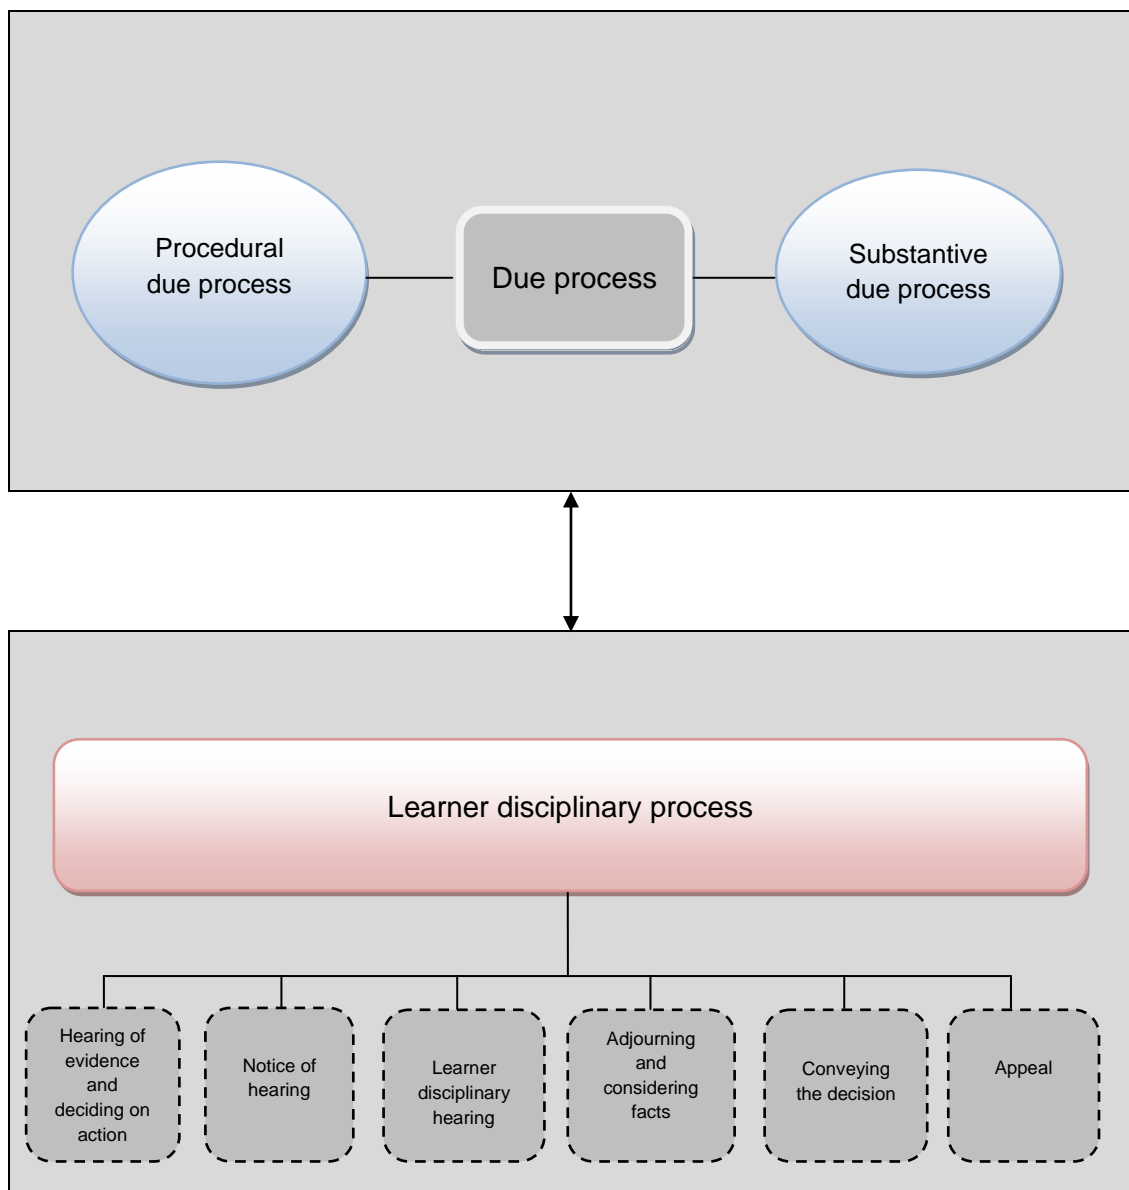 Procedural
due process
Due process
Substantive
due process
Learner disciplinary process
Hearing of
evidence
and
deciding on
action
Notice of
hearing
Learner
disciplinary
hearing
Adjourning
and
considering
facts
Conveying
the decision
Appeal